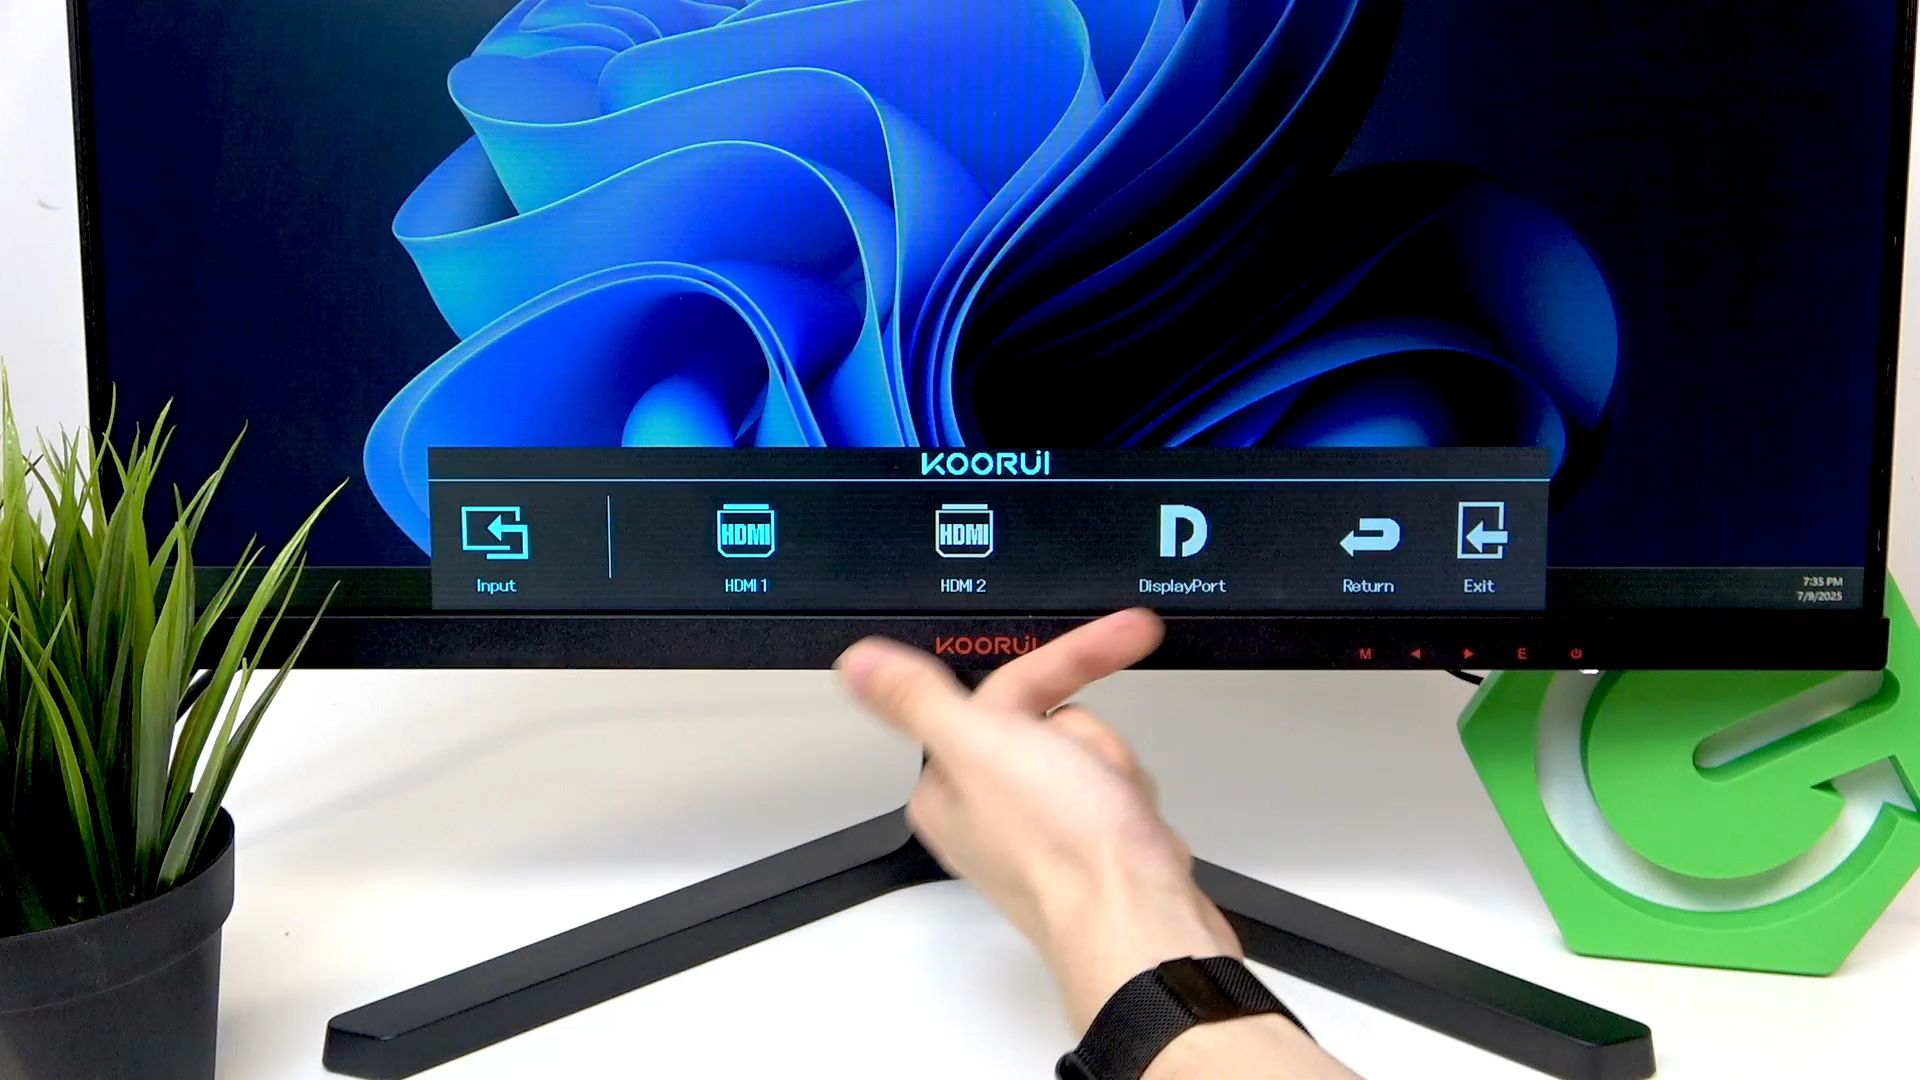 KOORUI
HDMI HDMI
Input HDMI 1 HDMI 2 DisplayPort Return Exit
7:35 PM
7/9/2025
KOORUI
M ◀ ▶ E ⏻